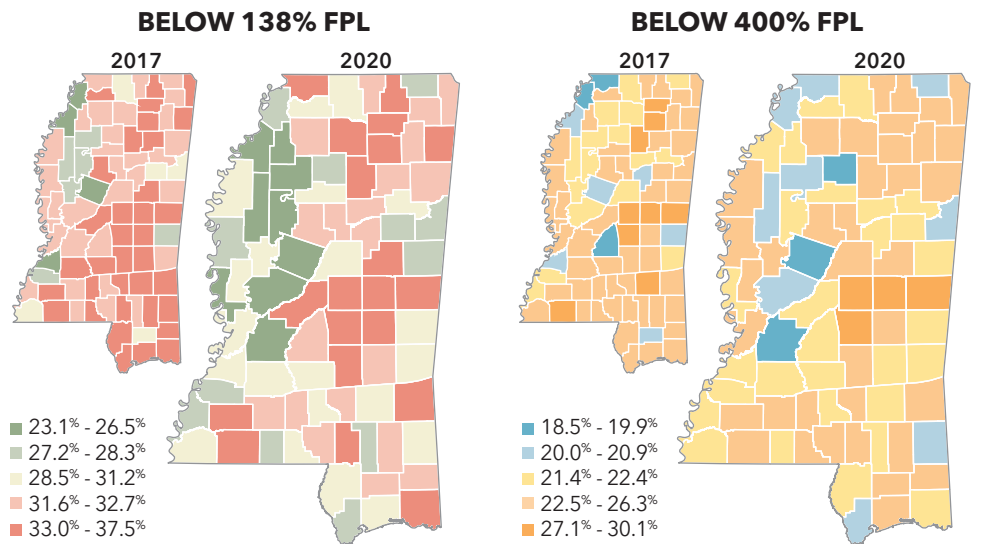 BELOW 138% FPL
2017
2020
23.1% - 26.5%
27.2% - 28.3%
28.5% - 31.2%
31.6% - 32.7%
33.0% - 37.5%
BELOW 400% FPL
2017
2020
18.5% - 19.9%
20.0% - 20.9%
21.4% - 22.4%
22.5% - 26.3%
27.1% - 30.1%